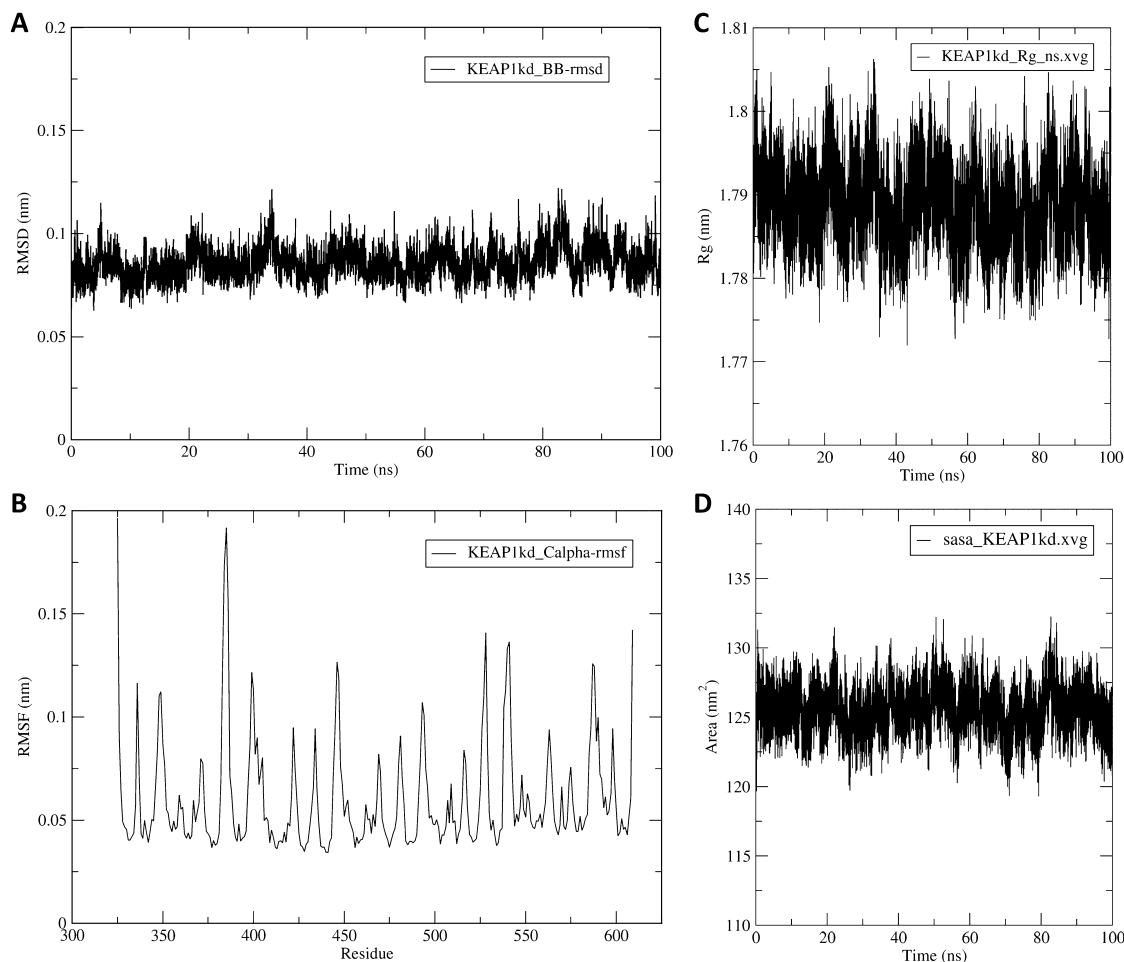 A
0.2
0.15
0.1
0.05
0
RMSD (nm)
KEAP1kd_BB-rmsd
0 20 40 60 80 100
Time (ns)
B
0.2
0.15
0.1
0.05
0
RMSF (nm)
KEAP1kd_Calpha-rmsf
300 350 400 450 500 550 600
Residue
C
1.81
1.8
1.79
1.78
1.77
1.76
Rg (nm)
KEAP1kd_Rg_ns.xvg
0 20 40 60 80 100
Time (ns)
D
140
135
130
125
120
115
110
Area (nm²)
sasa_KEAP1kd.xvg
0 20 40 60 80 100
Time (ns)